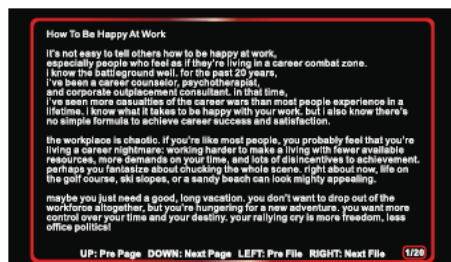 How To Be Happy At Work
it's not easy to tell others how to be happy at work,
especially people who feel as if they're living in a career combat zone.
i know the battleground well. for the past 20 years,
i've been a career counselor, psychotherapist,
and corporate outplacement consultant. in that time,
i've seen more casualties of the career wars than most people experience in a
lifetime. i know what it takes to be happy with your work. but i also know there's
no simple formula to achieve career success and satisfaction.
the workplace is chaotic. if you're like most people, you probably feel that you're
living a career nightmare: working harder to make a living with fewer available
resources, more demands on your time, and lots of disincentives to achievement.
perhaps you fantasize about chucking the whole scene. right about now, life on
the golf course, ski slopes, or a sandy beach can look mighty appealing.
maybe you just need a good, long vacation. you don't want to drop out of the
workforce altogether, but you're hungering for a new adventure. you want more
control over your time and your destiny. your rallying cry is more freedom, less
office politics!
UP: Pre Page DOWN: Next Page LEFT: Pre File RIGHT: Next File 1/20